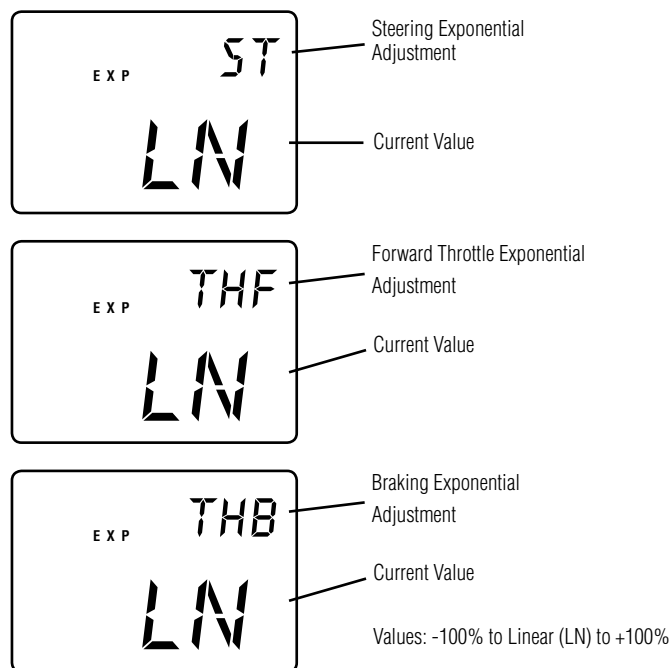 ST
EXP
LN
Steering Exponential
Adjustment
Current Value
THF
EXP
LN
Forward Throttle Exponential
Adjustment
Current Value
THB
EXP
LN
Braking Exponential
Adjustment
Current Value
Values: -100% to Linear (LN) to +100%